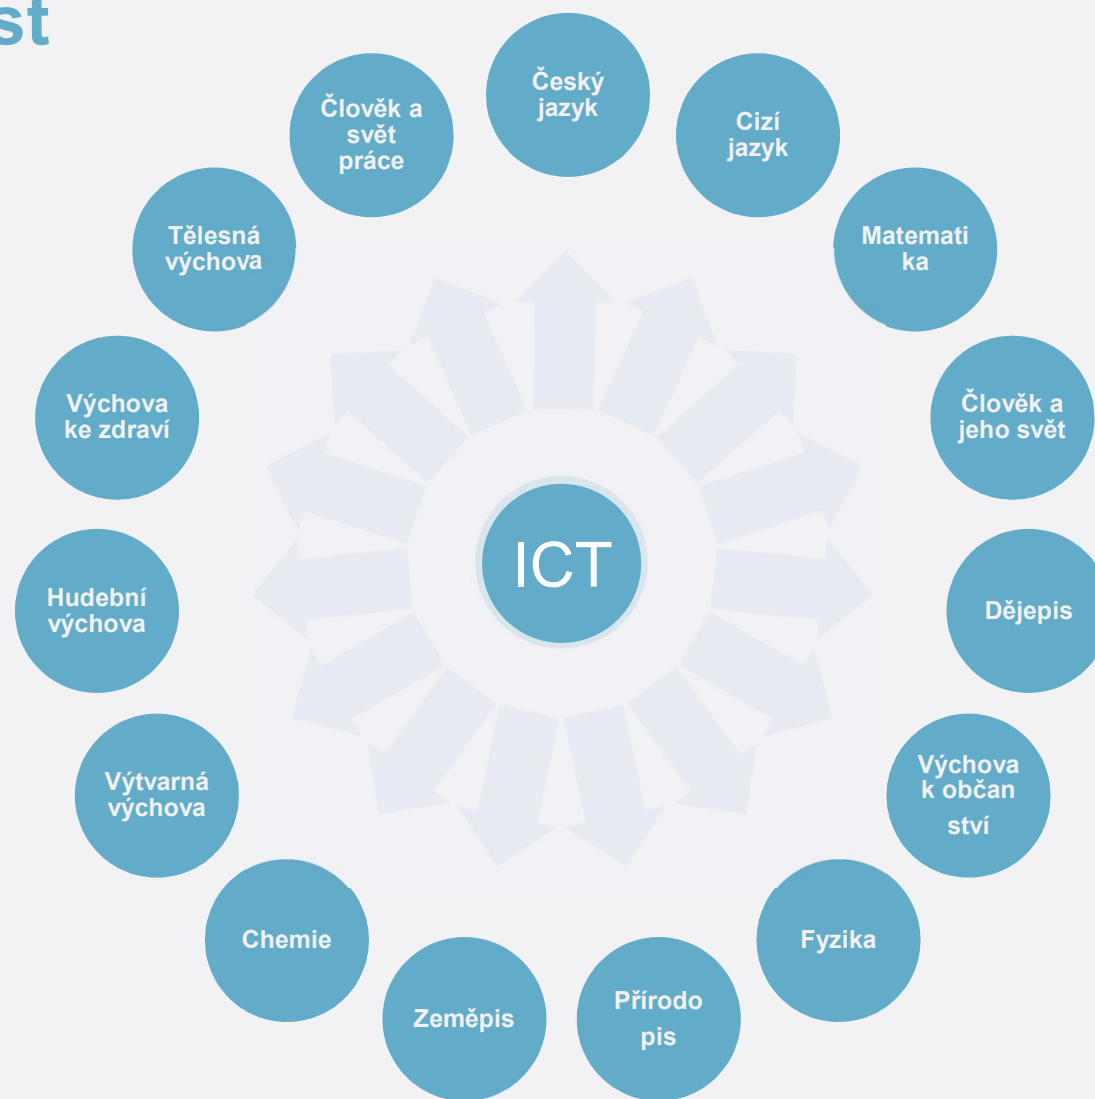 st
Český
jazyk
Cizí
jazyk
Matemati
ka
Člověk a
jeho svět
Dějepis
Výchova
k občan
ství
Fyzika
Přírodo
pis
Zeměpis
Chemie
Výtvarná
výchova
Hudební
výchova
Výchova
ke zdraví
Tělesná
výchova
Člověk a
svět
práce
ICT